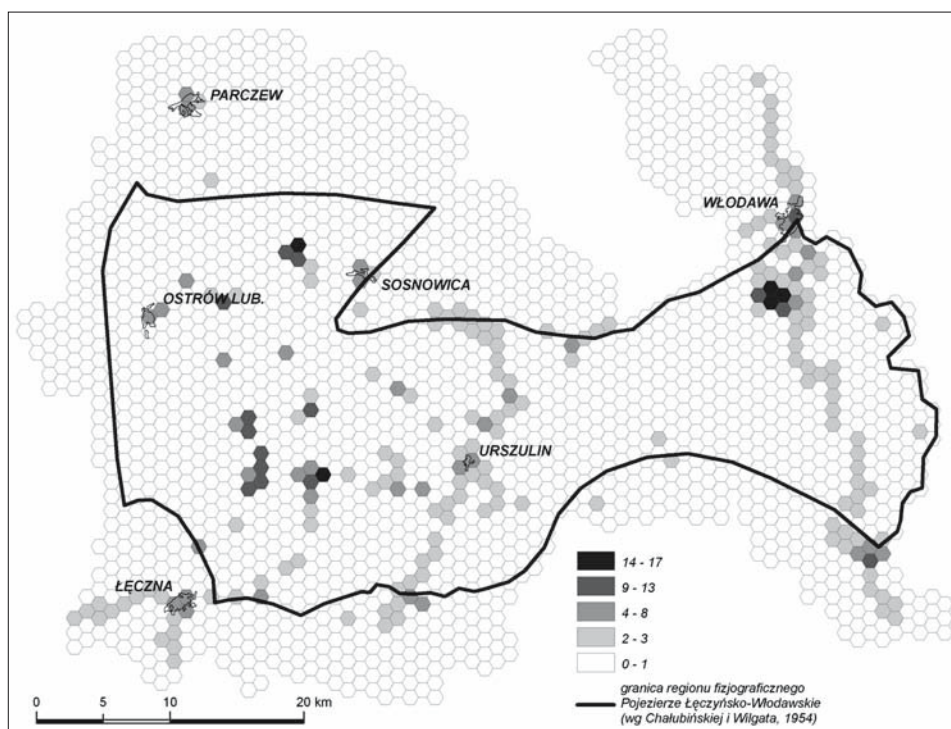 PARCZEW
WŁODAWA
SOSNOWICA
OSTRÓW LUB.
URSZULIN
ŁĘCZNA
14 - 17
9 - 13
4 - 8
2 - 3
0 - 1
granica regionu fizjograficznego
Pojezierze Łęczyńsko-Włodawskie
(wg Chałubińskiej i Wilgata, 1954)
0 5 10 20 km